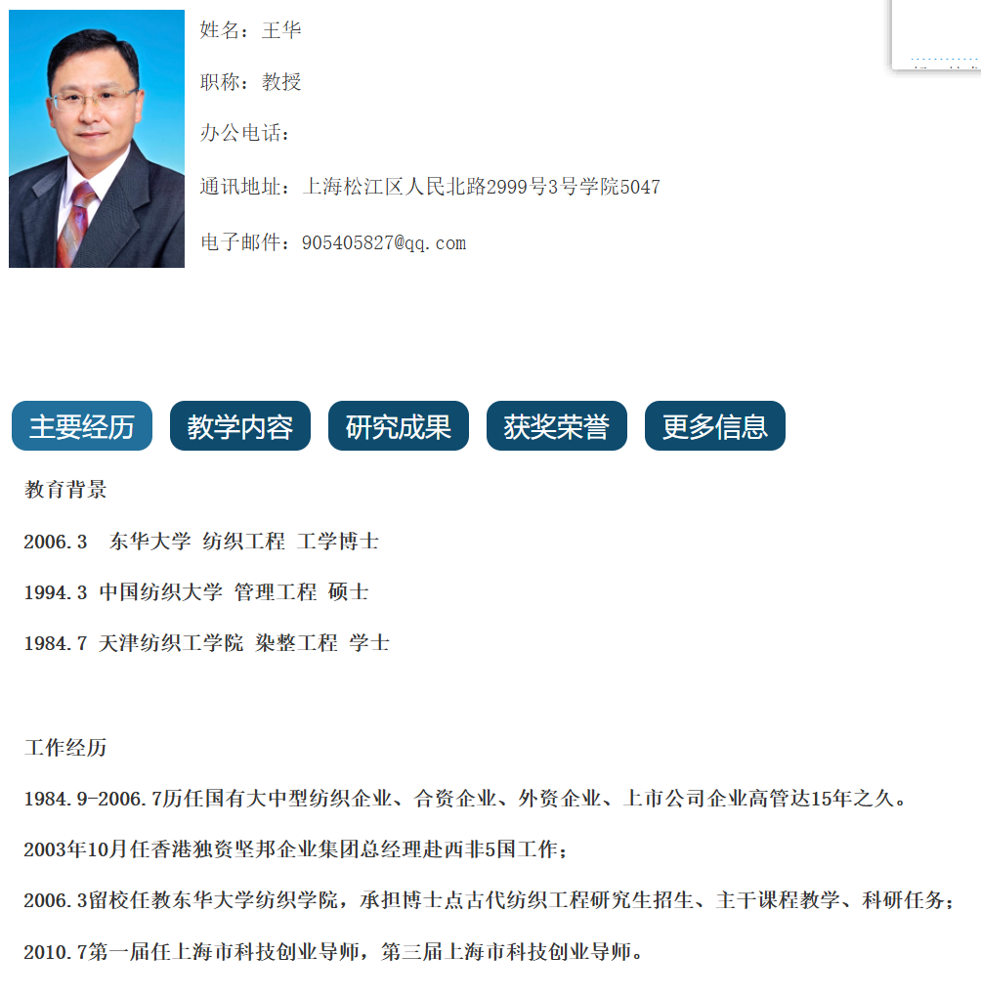 姓名：王华
职称：教授
办公电话：
通讯地址：上海松江区人民北路2999号3号学院5047
电子邮件：905405827@qq.com
主要经历 教学内容 研究成果 获奖荣誉 更多信息
教育背景
2006.3 东华大学 纺织工程 工学博士
1994.3 中国纺织大学 管理工程 硕士
1984.7 天津纺织工学院 染整工程 学士
工作经历
1984.9-2006.7历任国有大中型纺织企业、合资企业、外资企业、上市公司企业高管达15年之久。
2003年10月任香港独资坚邦企业集团总经理赴西非5国工作；
2006.3留校任教东华大学纺织学院，承担博士点古代纺织工程研究生招生、主干课程教学、科研任务；
2010.7第一届任上海市科技创业导师，第三届上海市科技创业导师。